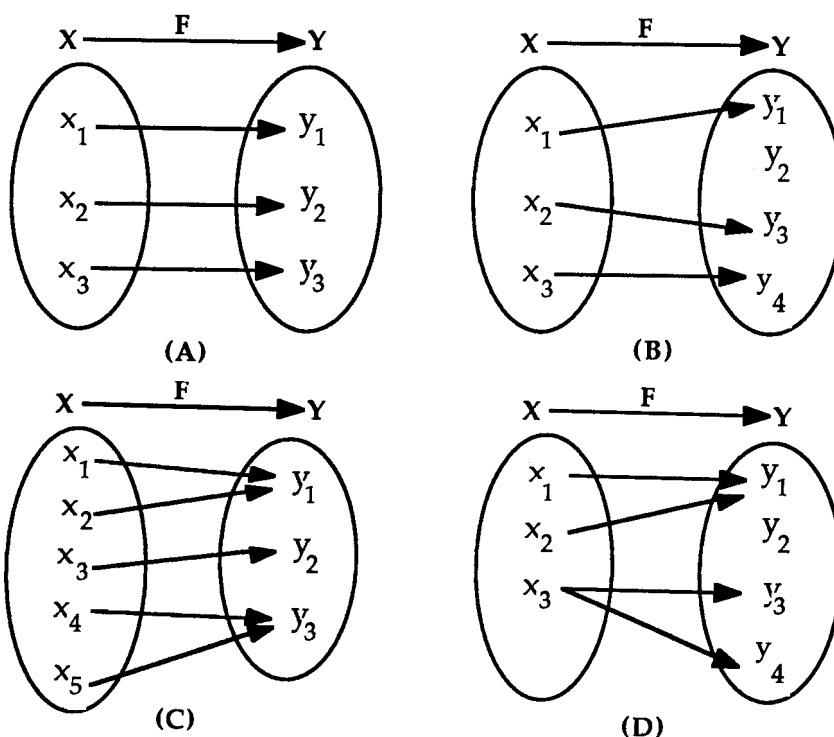 F F
X Y X Y
x₁ y₁ x₁ y₁
y₂
x₂ y₂ x₂ y₃
x₃ y₃ x₃ y₄
(A) (B)
F F
X Y X Y
x₁ y₁ x₁ y₁
x₂ x₂ y₂
x₃ y₂ x₃ y₃
x₄ y₃
x₅ y₄
(C) (D)